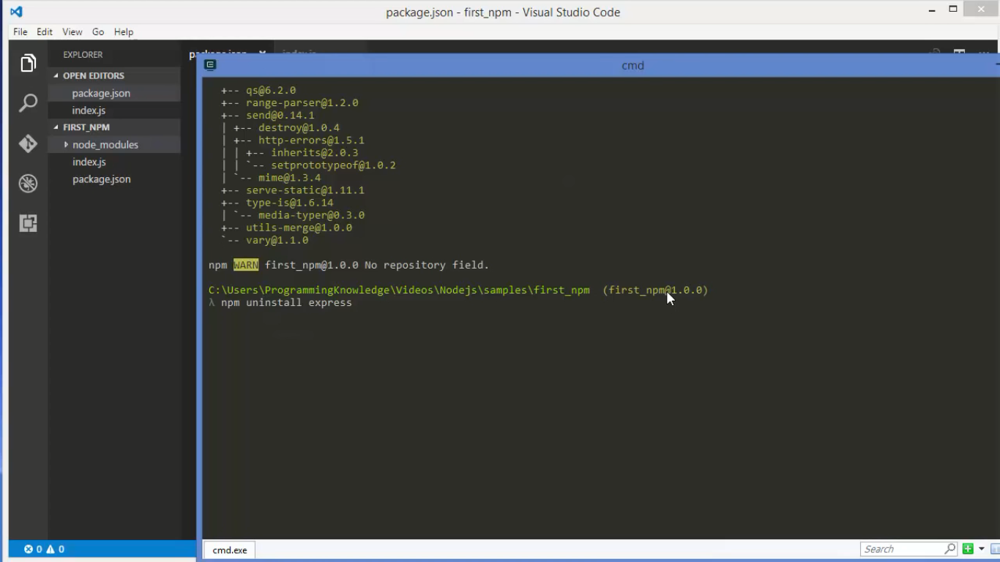 package.json - first_npm - Visual Studio Code
File Edit View Go Help
EXPLORER
OPEN EDITORS
package.json
index.js
FIRST_NPM
node_modules
index.js
package.json
cmd
+-- qs@6.2.0
+-- range-parser@1.2.0
+-- send@0.14.1
| +-- destroy@1.0.4
| +-- http-errors@1.5.1
| | +-- inherits@2.0.3
| | `-- setprototypeof@1.0.2
| `-- mime@1.3.4
+-- serve-static@1.11.1
+-- type-is@1.6.14
| `-- media-typer@0.3.0
+-- utils-merge@1.0.0
`-- vary@1.1.0
npm WARN first_npm@1.0.0 No repository field.
C:\Users\ProgrammingKnowledge\Videos\Nodejs\samples\first_npm (first_npm@1.0.0)
λ npm uninstall express
0 0
cmd.exe
Search